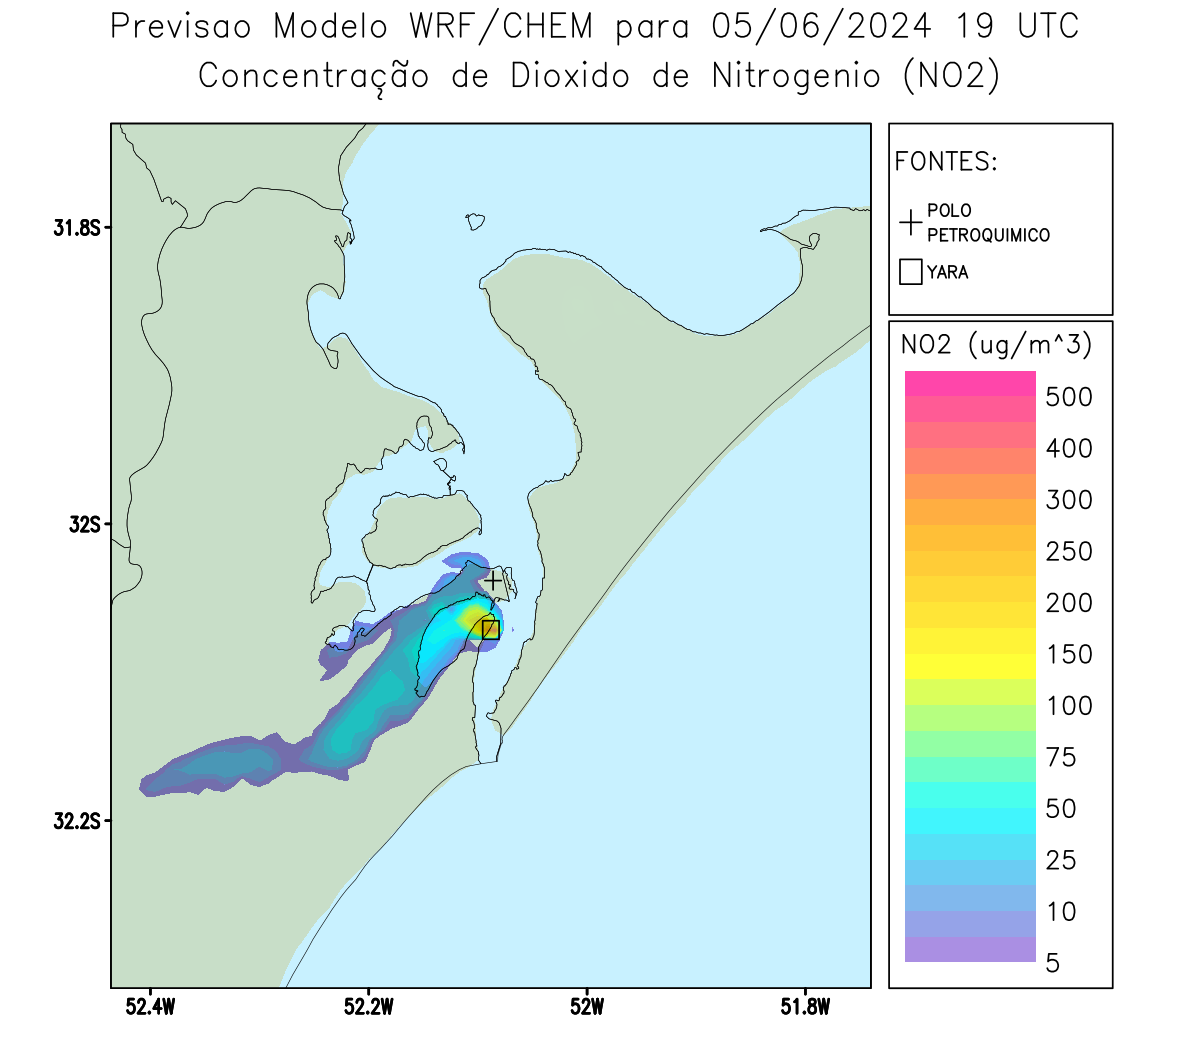 Previsao Modelo WRF/CHEM para 05/06/2024 19 UTC
Concentração de Dioxido de Nitrogenio (NO2)
FONTES:
POLO
PETROQUIMICO
YARA
NO2 (ug/m^3)
500
400
300
250
200
150
100
75
50
25
10
5
31.8S
32S
32.2S
52.4W
52.2W
52W
51.8W